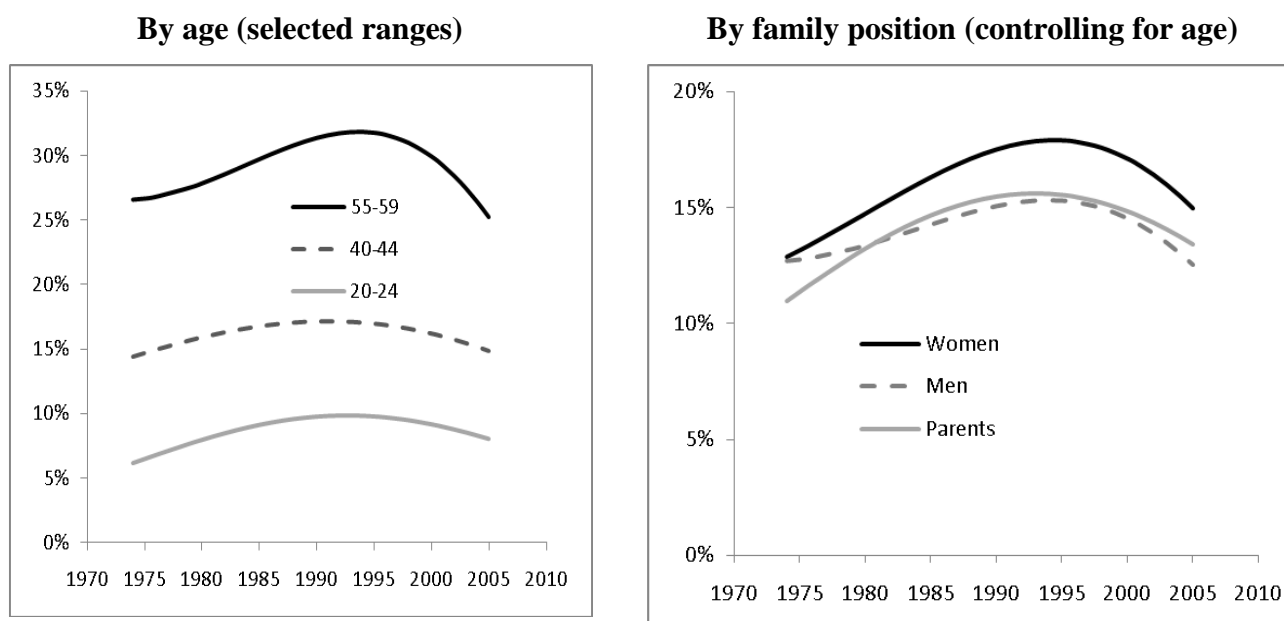 By age (selected ranges)
35%
30%
25%
20%
15%
10%
5%
0%
55-59
40-44
20-24
1970 1975 1980 1985 1990 1995 2000 2005 2010
By family position (controlling for age)
20%
15%
10%
5%
0%
Women
Men
Parents
1970 1975 1980 1985 1990 1995 2000 2005 2010